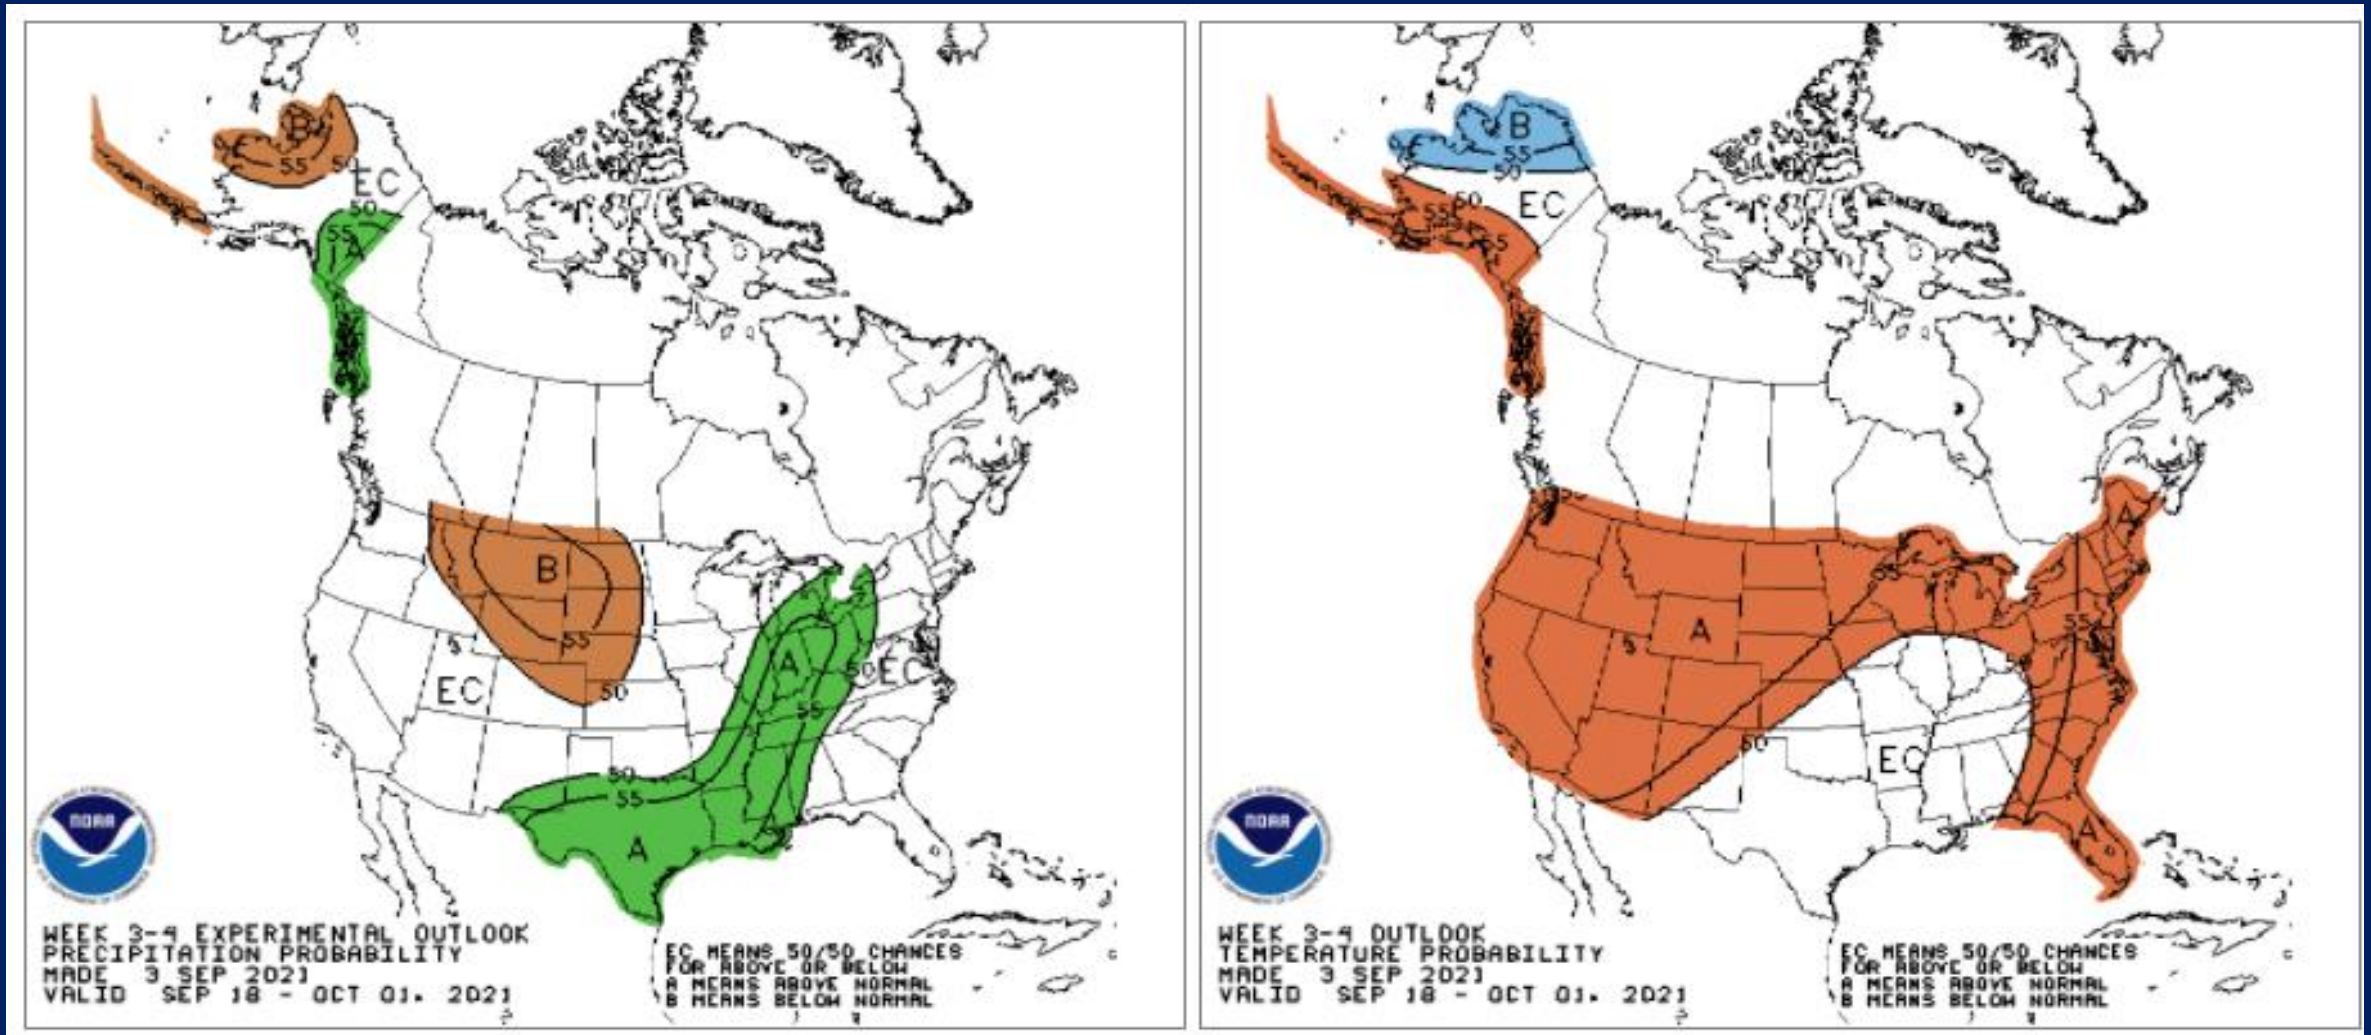 B
55
50
EC
50
55
A
B
55
50
EC
A
50
EC
55
50
55
A
NOAA
WEEK 3-4 EXPERIMENTAL OUTLOOK
PRECIPITATION PROBABILITY
MADE 3 SEP 2021
VALID SEP 18 - OCT 01. 2021
EC MEANS 50/50 CHANCES
FOR ABOVE OR BELOW
A MEANS ABOVE NORMAL
B MEANS BELOW NORMAL
B
55
50
50
EC
55
55
A
A
55
50
EC
A
NOAA
WEEK 3-4 OUTLOOK
TEMPERATURE PROBABILITY
MADE 3 SEP 2021
VALID SEP 18 - OCT 01. 2021
EC MEANS 50/50 CHANCES
FOR ABOVE OR BELOW
A MEANS ABOVE NORMAL
B MEANS BELOW NORMAL